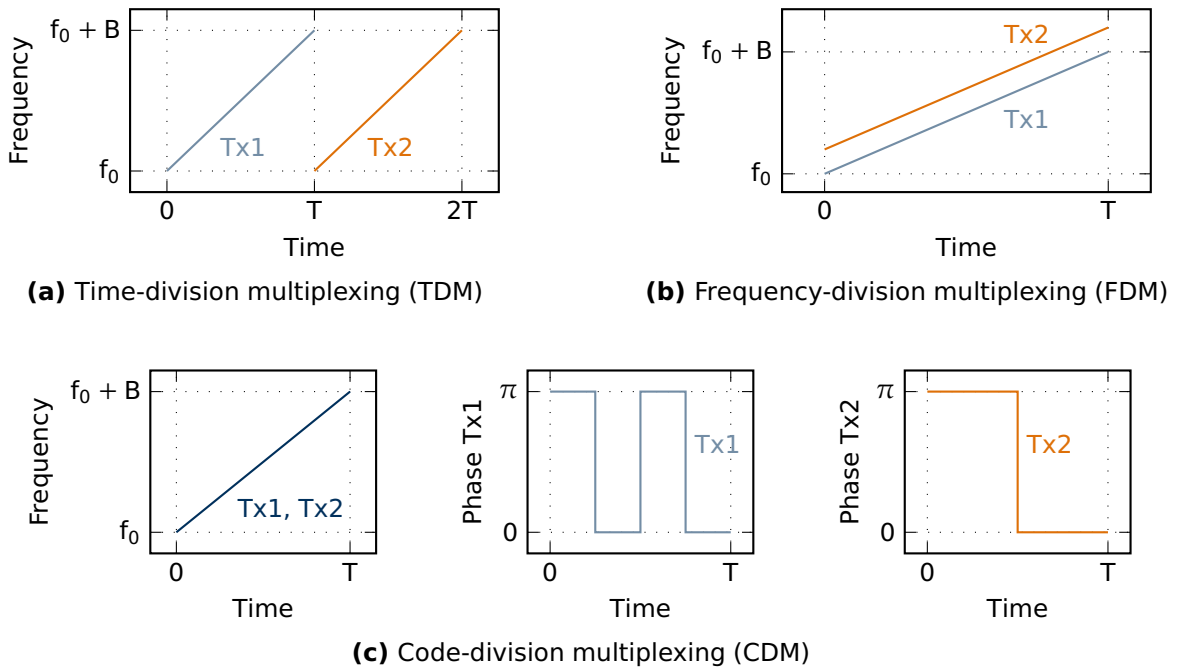 Frequency
f₀ + B
f₀
Tx1
Tx2
0
T
2T
Time
(a) Time-division multiplexing (TDM)
Frequency
f₀ + B
f₀
Tx2
Tx1
0
T
Time
(b) Frequency-division multiplexing (FDM)
Frequency
f₀ + B
f₀
Tx1, Tx2
0
T
Time
Phase Tx1
π
0
Tx1
0
T
Time
Phase Tx2
π
0
Tx2
0
T
Time
(c) Code-division multiplexing (CDM)